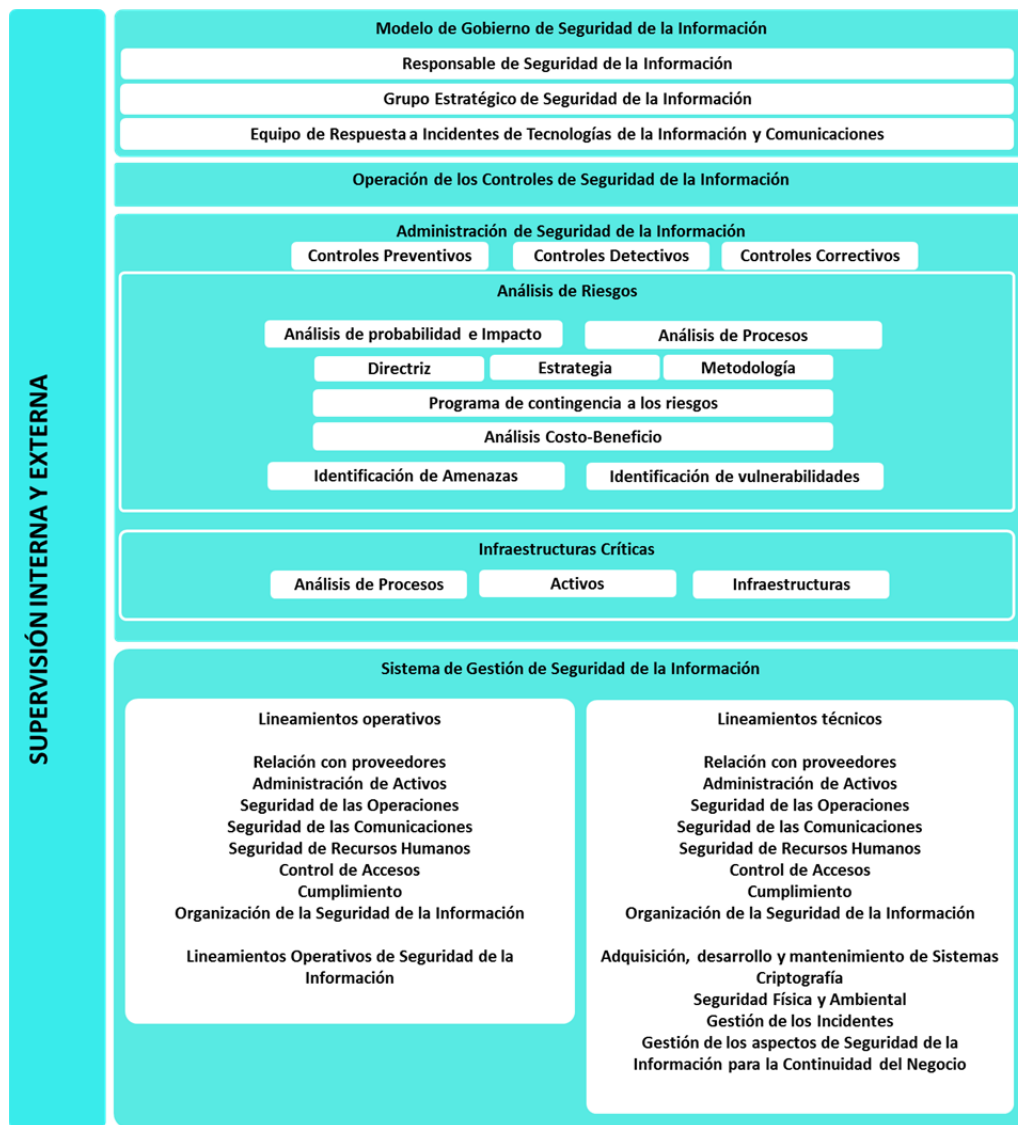 SUPERVISIÓN INTERNA Y EXTERNA
Modelo de Gobierno de Seguridad de la Información
Responsable de Seguridad de la Información
Grupo Estratégico de Seguridad de la Información
Equipo de Respuesta a Incidentes de Tecnologías de la Información y Comunicaciones
Operación de los Controles de Seguridad de la Información
Administración de Seguridad de la Información
Controles Preventivos
Controles Detectivos
Controles Correctivos
Análisis de Riesgos
Análisis de probabilidad e Impacto
Análisis de Procesos
Directriz
Estrategia
Metodología
Programa de contingencia a los riesgos
Análisis Costo-Beneficio
Identificación de Amenazas
Identificación de vulnerabilidades
Infraestructuras Críticas
Análisis de Procesos
Activos
Infraestructuras
Sistema de Gestión de Seguridad de la Información
Lineamientos operativos
Relación con proveedores
Administración de Activos
Seguridad de las Operaciones
Seguridad de las Comunicaciones
Seguridad de Recursos Humanos
Control de Accesos
Cumplimiento
Organización de la Seguridad de la Información
Lineamientos Operativos de Seguridad de la
Información
Lineamientos técnicos
Relación con proveedores
Administración de Activos
Seguridad de las Operaciones
Seguridad de las Comunicaciones
Seguridad de Recursos Humanos
Control de Accesos
Cumplimiento
Organización de la Seguridad de la Información
Adquisición, desarrollo y mantenimiento de Sistemas
Criptografía
Seguridad Física y Ambiental
Gestión de los Incidentes
Gestión de los aspectos de Seguridad de la
Información para la Continuidad del Negocio